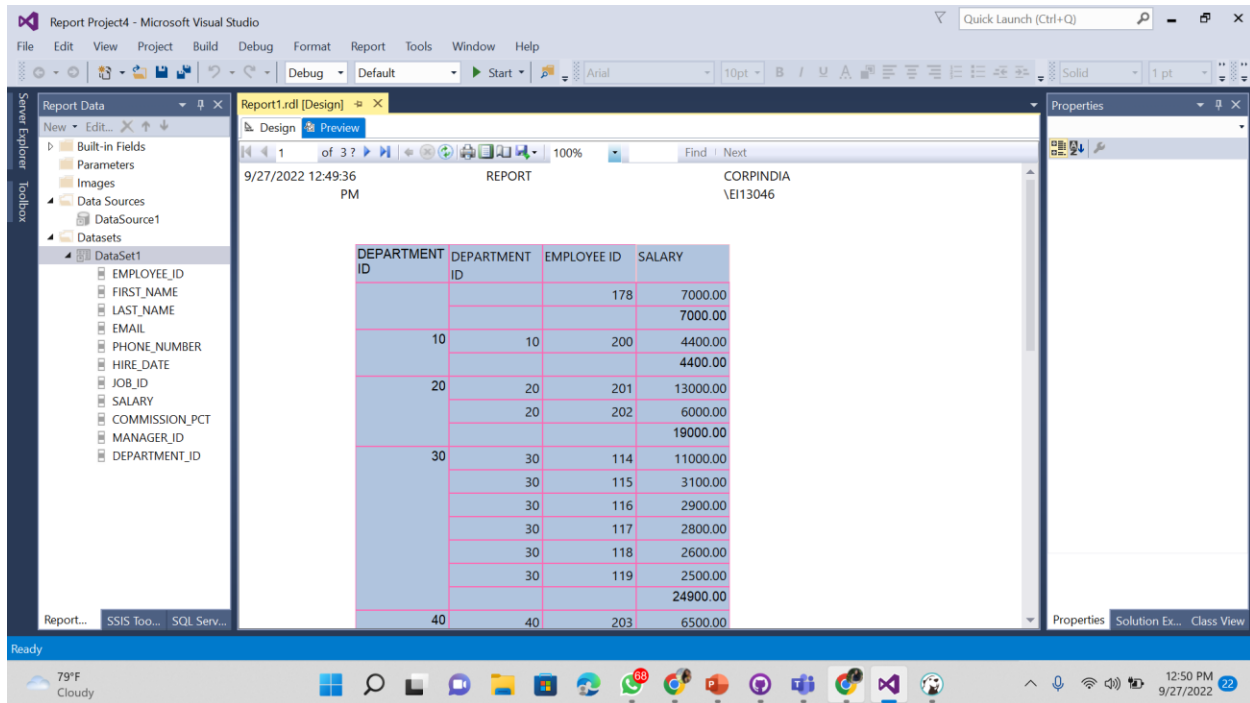 Report Project4 - Microsoft Visual Studio
Quick Launch (Ctrl+Q)
File Edit View Project Build Debug Format Report Tools Window Help
Debug Default Start Arial 10pt B I U A Solid 1 pt
Server Explorer
Toolbox
Report Data
New Edit...
Built-in Fields
Parameters
Images
Data Sources
DataSource1
Datasets
DataSet1
EMPLOYEE_ID
FIRST_NAME
LAST_NAME
EMAIL
PHONE_NUMBER
HIRE_DATE
JOB_ID
SALARY
COMMISSION_PCT
MANAGER_ID
DEPARTMENT_ID
Report... SSIS Too... SQL Serv...
Report1.rdl [Design]
Design Preview
1 of 3 ? 100% Find | Next
9/27/2022 12:49:36 REPORT CORPINDIA
PM \EI13046
DEPARTMENT DEPARTMENT EMPLOYEE ID SALARY
ID ID
178 7000.00
7000.00
10 10 200 4400.00
4400.00
20 20 201 13000.00
20 202 6000.00
19000.00
30 30 114 11000.00
30 115 3100.00
30 116 2900.00
30 117 2800.00
30 118 2600.00
30 119 2500.00
24900.00
40 40 203 6500.00
Properties
Properties Solution Ex... Class View
Ready
79°F
Cloudy
68
12:50 PM
9/27/2022
22